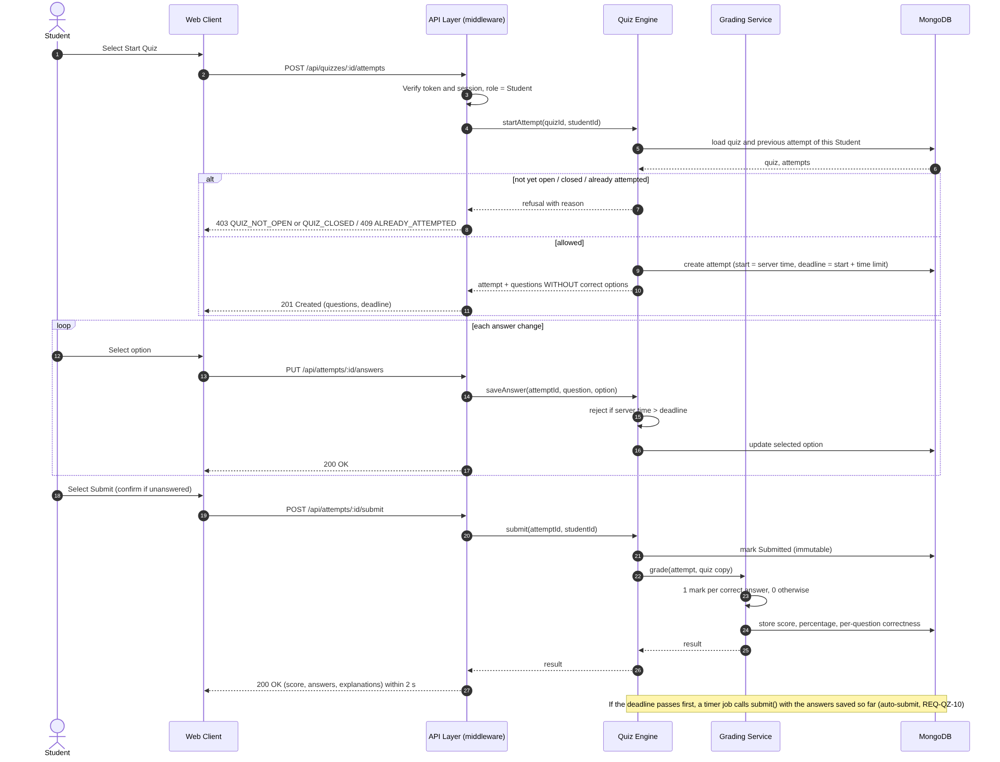 Student
Web Client
API Layer (middleware)
Quiz Engine
Grading Service
MongoDB
1 Select Start Quiz
2 POST /api/quizzes/:id/attempts
3 Verify token and session, role = Student
4 startAttempt(quizId, studentId)
5 load quiz and previous attempt of this Student
6 quiz, attempts
alt [not yet open / closed / already attempted]
7 refusal with reason
8 403 QUIZ_NOT_OPEN or QUIZ_CLOSED / 409 ALREADY_ATTEMPTED
[allowed]
9 create attempt (start = server time, deadline = start + time limit)
10 attempt + questions WITHOUT correct options
11 201 Created (questions, deadline)
loop [each answer change]
12 Select option
13 PUT /api/attempts/:id/answers
14 saveAnswer(attemptId, question, option)
15 reject if server time > deadline
16 update selected option
17 200 OK
18 Select Submit (confirm if unanswered)
19 POST /api/attempts/:id/submit
20 submit(attemptId, studentId)
21 mark Submitted (immutable)
22 grade(attempt, quiz copy)
23 1 mark per correct answer, 0 otherwise
24 store score, percentage, per-question correctness
25 result
26 result
27 200 OK (score, answers, explanations) within 2 s
If the deadline passes first, a timer job calls submit() with the answers saved so far (auto-submit, REQ-QZ-10)
Student
Web Client
API Layer (middleware)
Quiz Engine
Grading Service
MongoDB